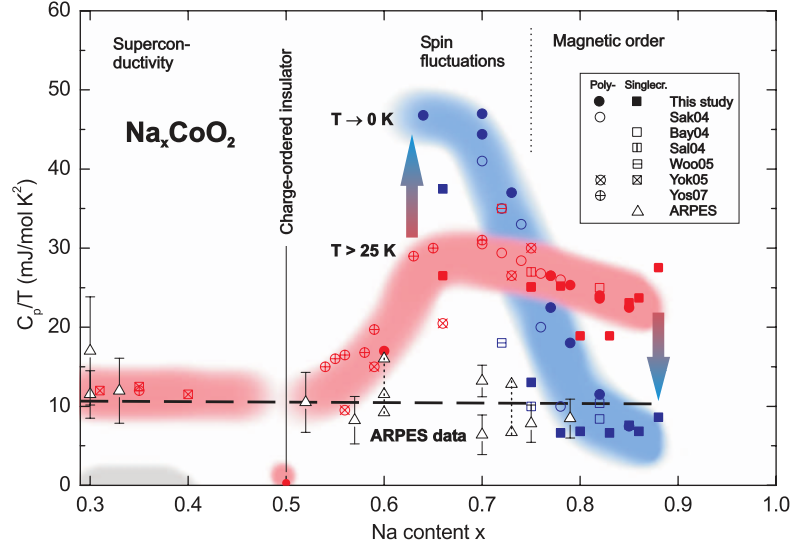 60
50
40
30
20
10
0
C_p/T (mJ/mol K²)
Supercon-
ductivity
Na_xCoO₂
Charge-ordered insulator
Spin
fluctuations
Magnetic order
T → 0 K
T > 25 K
ARPES data
Poly- Singlecr.
This study
Sak04
Bay04
Sal04
Woo05
Yok05
Yos07
ARPES
0.3 0.4 0.5 0.6 0.7 0.8 0.9 1.0
Na content x